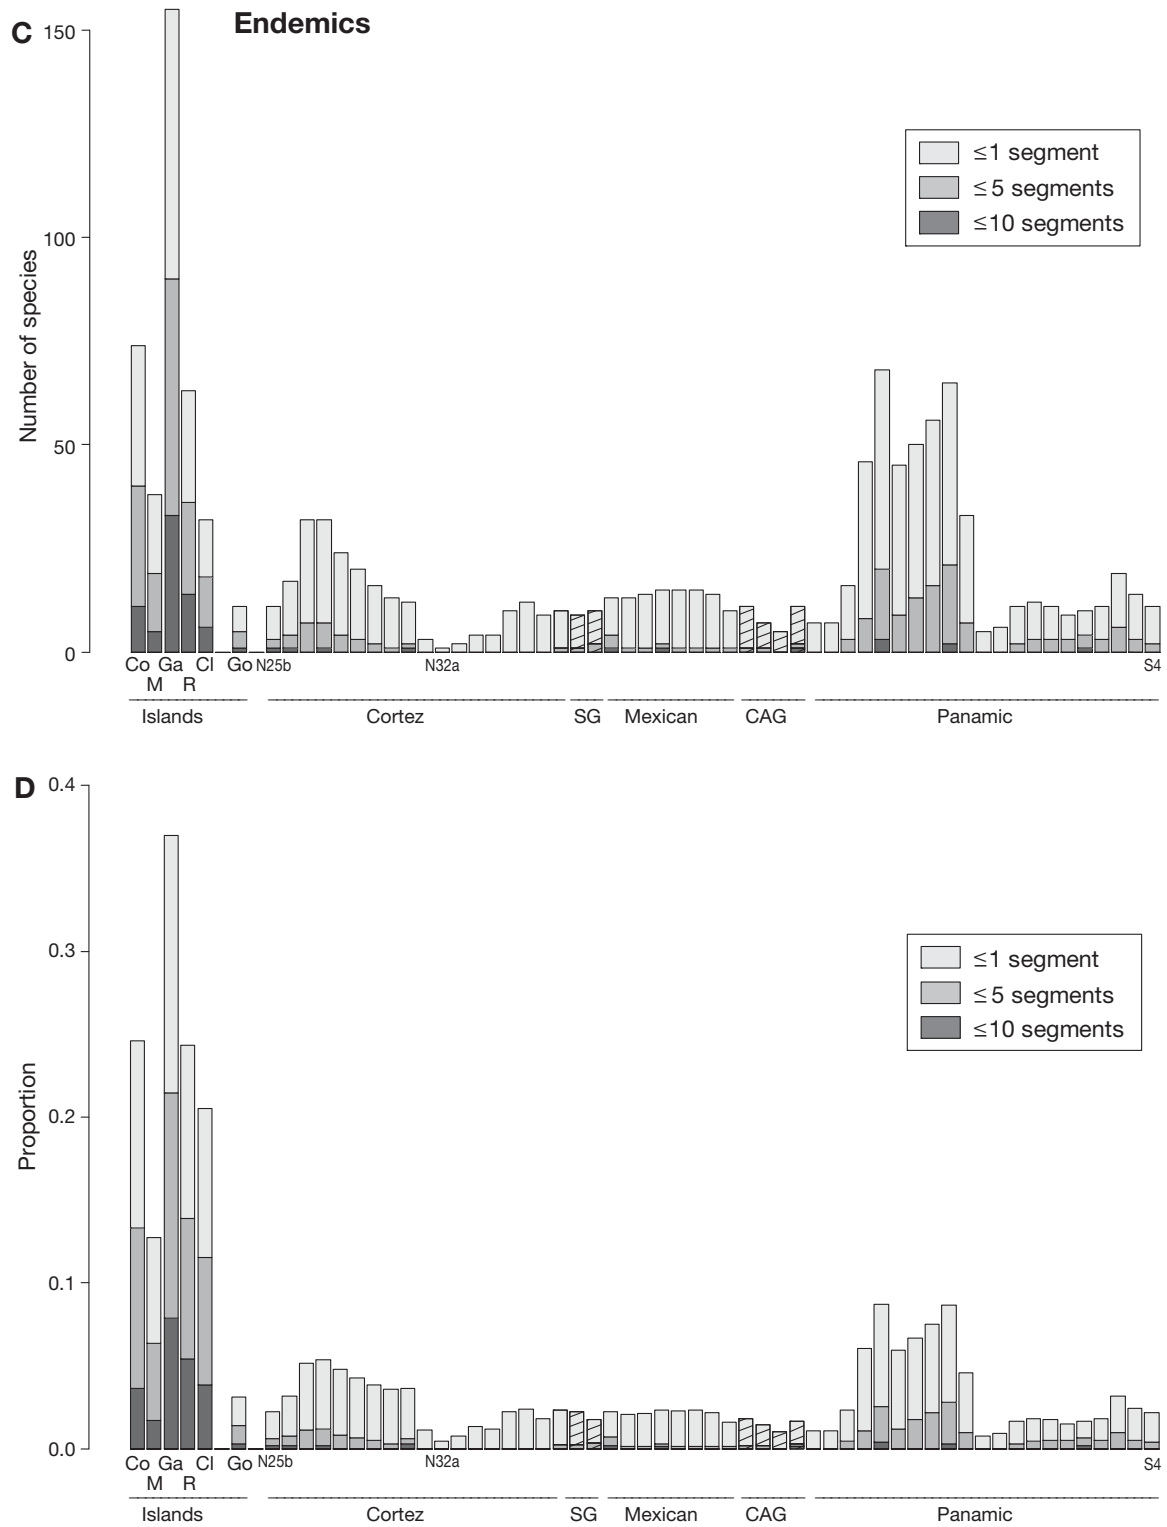 C
Endemics
150
100
50
0
Number of species
≤1 segment
≤5 segments
≤10 segments
Co
M
Ga
R
Cl
Go
N25b
N32a
S4
Islands
Cortez
SG
Mexican
CAG
Panamic
D
0.4
0.3
0.2
0.1
0.0
Proportion
≤1 segment
≤5 segments
≤10 segments
Co
M
Ga
R
Cl
Go
N25b
N32a
S4
Islands
Cortez
SG
Mexican
CAG
Panamic